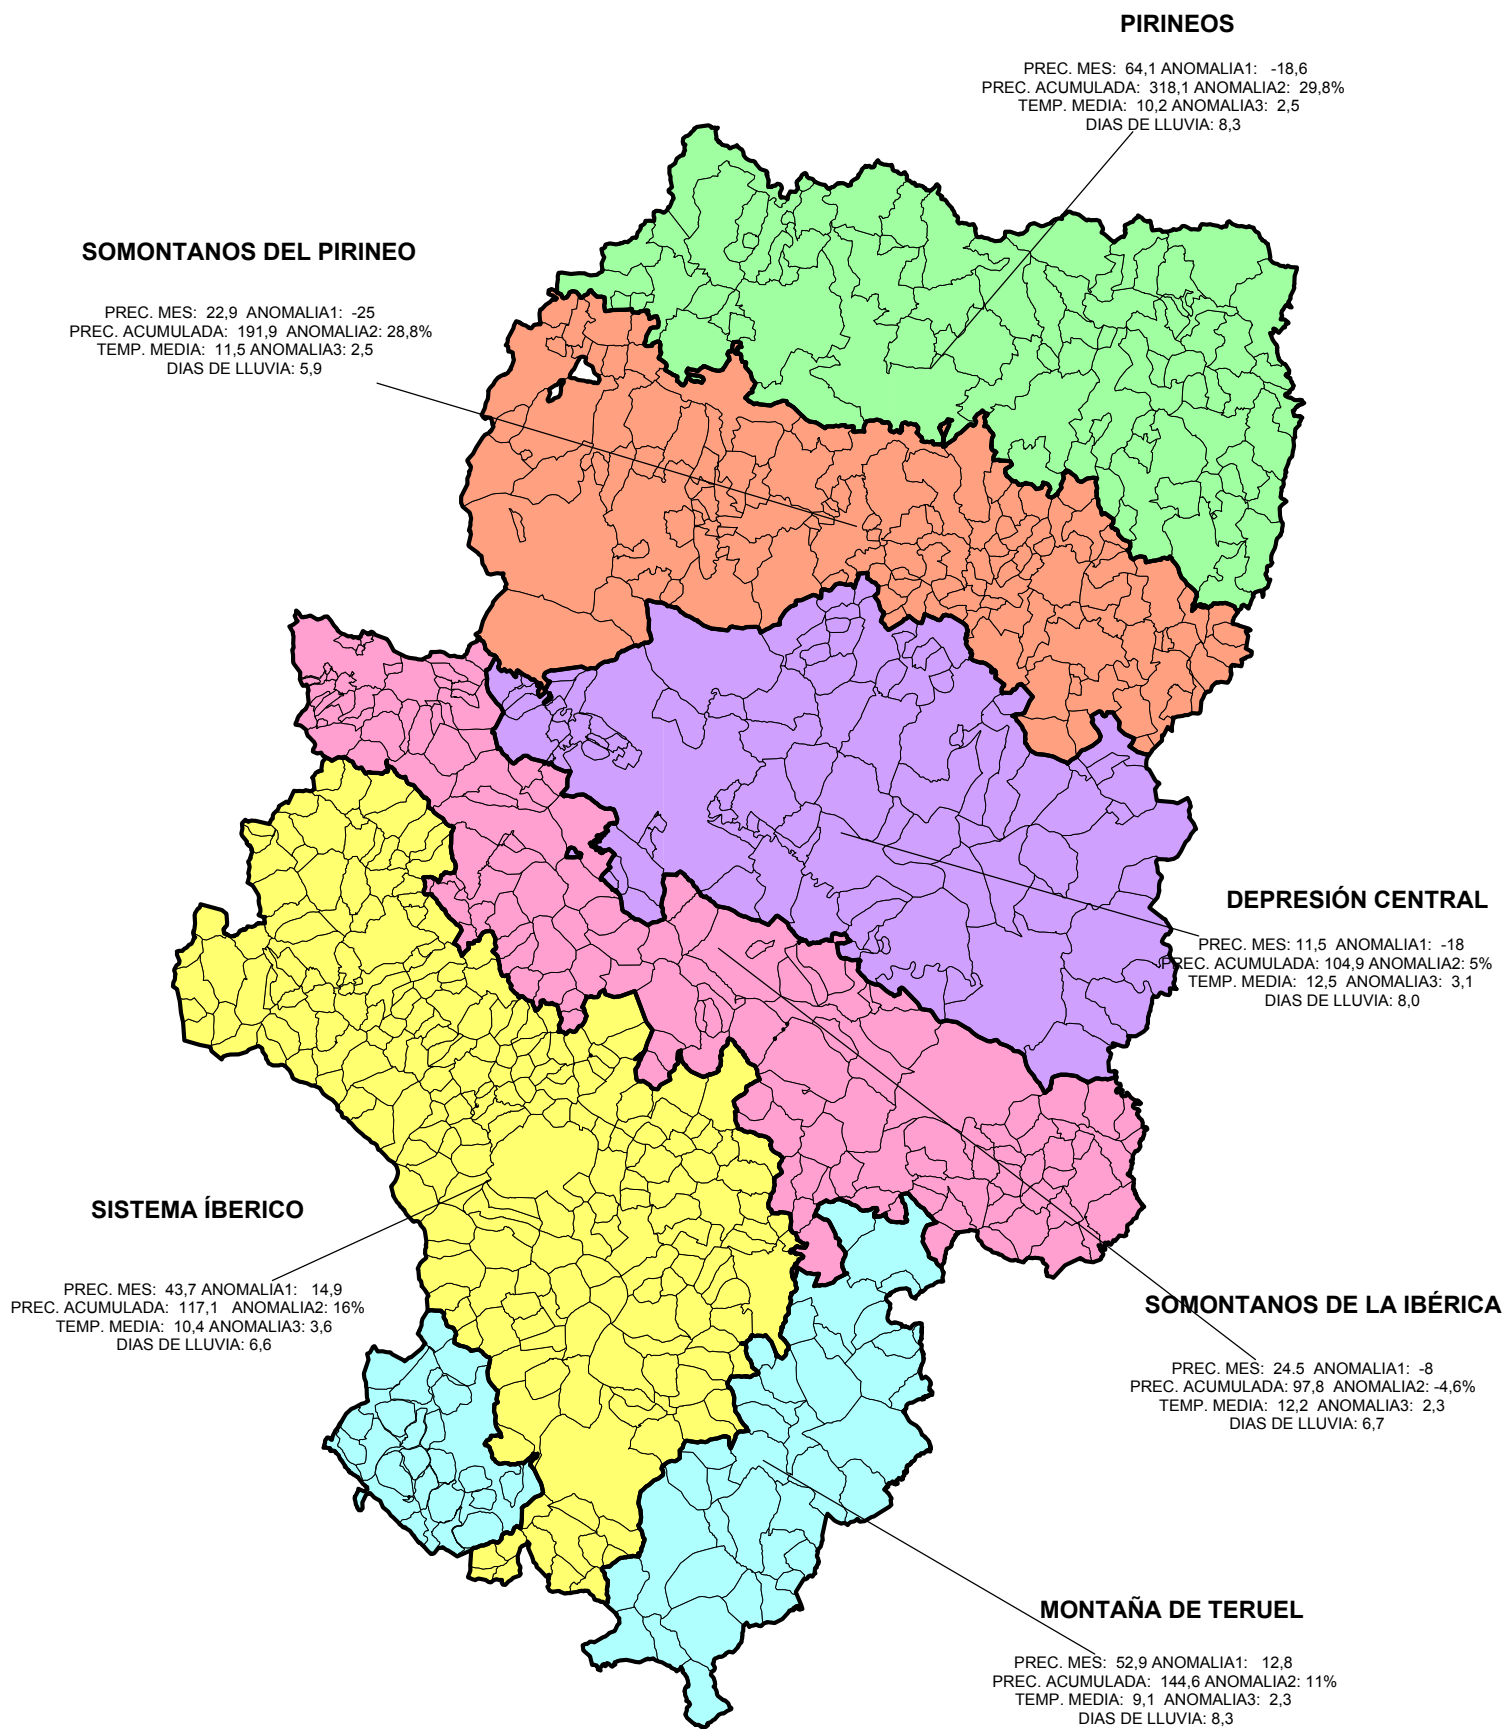 PIRINEOS
PREC. MES: 64,1 ANOMALIA1: -18,6
PREC. ACUMULADA: 318,1 ANOMALIA2: 29,8%
TEMP. MEDIA: 10,2 ANOMALIA3: 2,5
DIAS DE LLUVIA: 8,3
SOMONTANOS DEL PIRINEO
PREC. MES: 22,9 ANOMALIA1: -25
PREC. ACUMULADA: 191,9 ANOMALIA2: 28,8%
TEMP. MEDIA: 11,5 ANOMALIA3: 2,5
DIAS DE LLUVIA: 5,9
DEPRESIÓN CENTRAL
PREC. MES: 11,5 ANOMALIA1: -18
PREC. ACUMULADA: 104,9 ANOMALIA2: 5%
TEMP. MEDIA: 12,5 ANOMALIA3: 3,1
DIAS DE LLUVIA: 8,0
SISTEMA ÍBERICO
PREC. MES: 43,7 ANOMALIA1: 14,9
PREC. ACUMULADA: 117,1 ANOMALIA2: 16%
TEMP. MEDIA: 10,4 ANOMALIA3: 3,6
DIAS DE LLUVIA: 6,6
SOMONTANOS DE LA IBÉRICA
PREC. MES: 24.5 ANOMALIA1: -8
PREC. ACUMULADA: 97,8 ANOMALIA2: -4,6%
TEMP. MEDIA: 12,2 ANOMALIA3: 2,3
DIAS DE LLUVIA: 6,7
MONTAÑA DE TERUEL
PREC. MES: 52,9 ANOMALIA1: 12,8
PREC. ACUMULADA: 144,6 ANOMALIA2: 11%
TEMP. MEDIA: 9,1 ANOMALIA3: 2,3
DIAS DE LLUVIA: 8,3